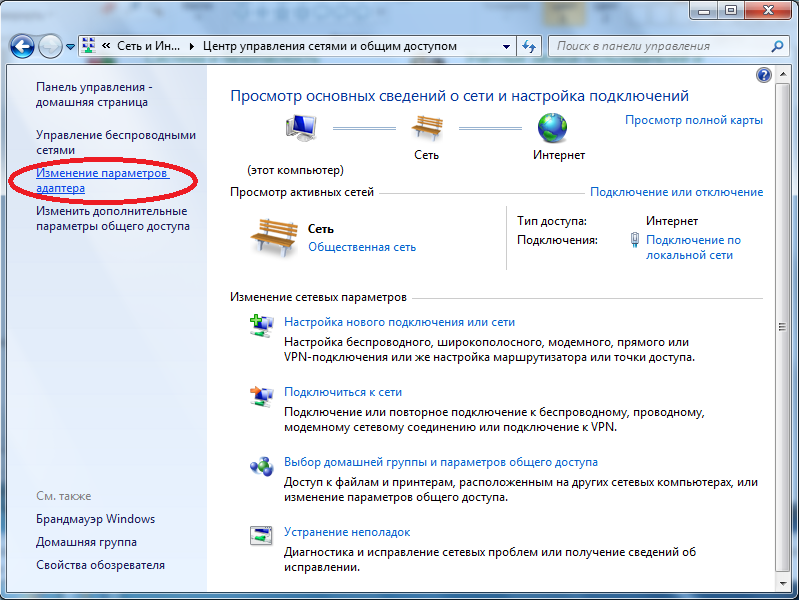 « Сеть и Ин... Центр управления сетями и общим доступом
Поиск в панели управления
Панель управления -
домашняя страница
Управление беспроводными
сетями
Изменение параметров
адаптера
Изменить дополнительные
параметры общего доступа
См. также
Брандмауэр Windows
Домашняя группа
Свойства обозревателя
Просмотр основных сведений о сети и настройка подключений
Просмотр полной карты
(этот компьютер)
Сеть
Интернет
Просмотр активных сетей
Подключение или отключение
Сеть
Общественная сеть
Тип доступа: Интернет
Подключения: Подключение по
локальной сети
Изменение сетевых параметров
Настройка нового подключения или сети
Настройка беспроводного, широкополосного, модемного, прямого или
VPN-подключения или же настройка маршрутизатора или точки доступа.
Подключиться к сети
Подключение или повторное подключение к беспроводному, проводному,
модемному сетевому соединению или подключение к VPN.
Выбор домашней группы и параметров общего доступа
Доступ к файлам и принтерам, расположенным на других сетевых компьютерах, или
изменение параметров общего доступа.
Устранение неполадок
Диагностика и исправление сетевых проблем или получение сведений об
исправлении.